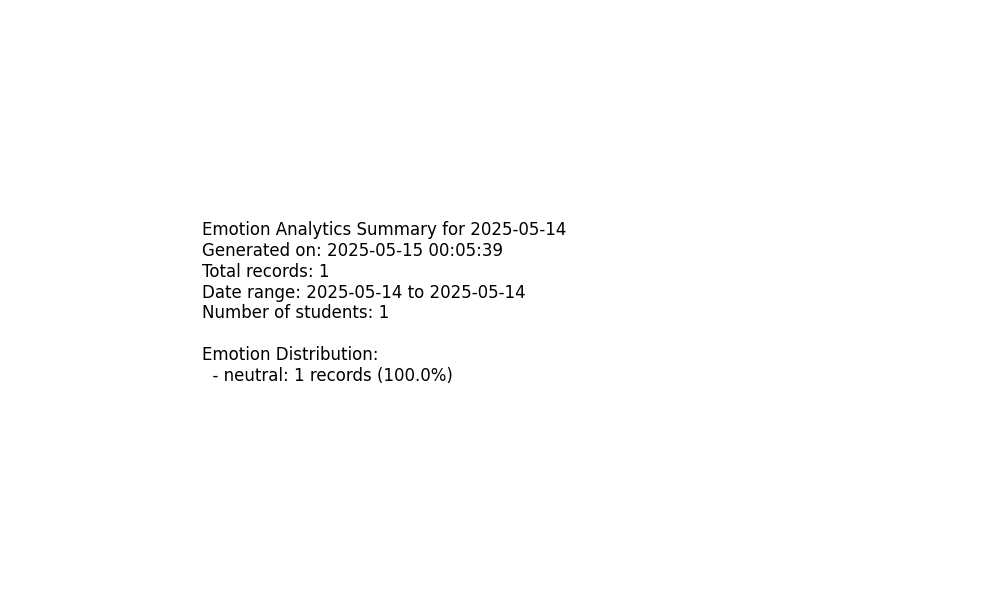 Emotion Analytics Summary for 2025-05-14
Generated on: 2025-05-15 00:05:39
Total records: 1
Date range: 2025-05-14 to 2025-05-14
Number of students: 1

Emotion Distribution:
  - neutral: 1 records (100.0%)